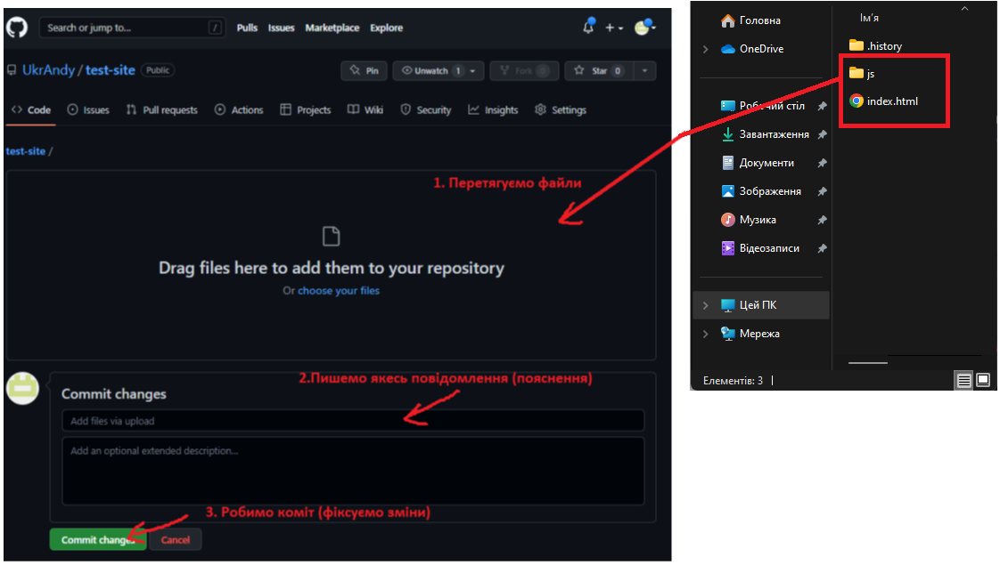 Search or jump to... /
Pulls Issues Marketplace Explore
UkrAndy / test-site Public
Pin Unwatch 1 Fork 0 Star 0
Code Issues Pull requests Actions Projects Wiki Security Insights Settings
test-site /
1. Перетягуємо файли
Drag files here to add them to your repository
Or choose your files
2.Пишемо якесь повідомлення (пояснення)
Commit changes
Add files via upload
Add an optional extended description...
3. Робимо коміт (фіксуємо зміни)
Commit changes Cancel
Головна
OneDrive
Робочий стіл
Завантаження
Документи
Зображення
Музика
Відеозаписи
Цей ПК
Мережа
Ім'я
.history
js
index.html
Елементів: 3